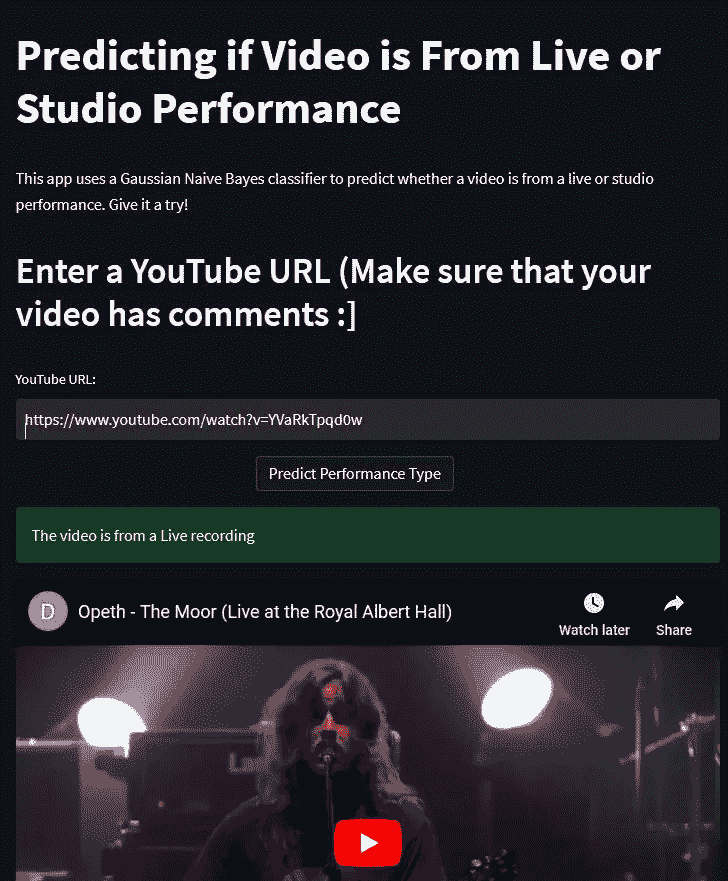 Predicting if Video is From Live or
Studio Performance
This app uses a Gaussian Naive Bayes classifier to predict whether a video is from a live or studio
performance. Give it a try!
Enter a YouTube URL (Make sure that your
video has comments :]
YouTube URL:
https://www.youtube.com/watch?v=YVaRkTpqd0w
Predict Performance Type
The video is from a Live recording
D Opeth - The Moor (Live at the Royal Albert Hall)
Watch later Share